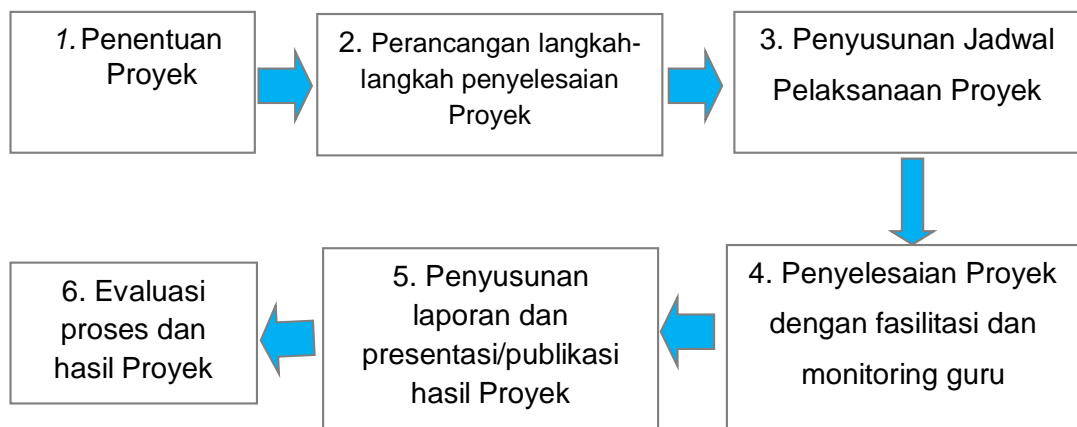 1. Penentuan
Proyek
2. Perancangan langkah-
langkah penyelesaian
Proyek
3. Penyusunan Jadwal
Pelaksanaan Proyek
4. Penyelesaian Proyek
dengan fasilitasi dan
monitoring guru
5. Penyusunan
laporan dan
presentasi/publikasi
hasil Proyek
6. Evaluasi
proses dan
hasil Proyek